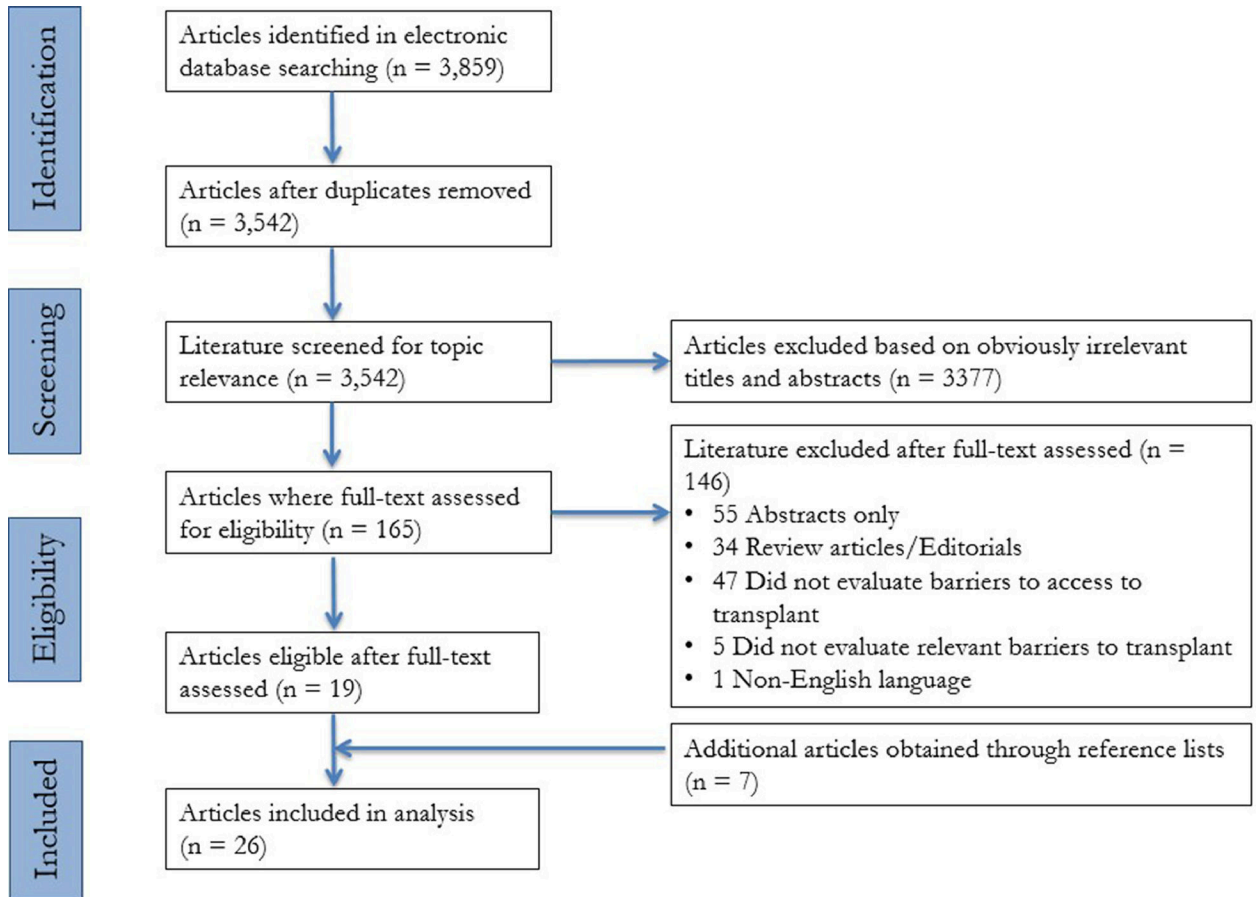 Identification
Articles identified in electronic
database searching (n = 3,859)
Articles after duplicates removed
(n = 3,542)
Screening
Literature screened for topic
relevance (n = 3,542)
Articles excluded based on obviously irrelevant
titles and abstracts (n = 3377)
Eligibility
Articles where full-text assessed
for eligibility (n = 165)
Literature excluded after full-text assessed (n =
146)
• 55 Abstracts only
• 34 Review articles/Editorials
• 47 Did not evaluate barriers to access to
transplant
• 5 Did not evaluate relevant barriers to transplant
• 1 Non-English language
Articles eligible after full-text
assessed (n = 19)
Included
Additional articles obtained through reference lists
(n = 7)
Articles included in analysis
(n = 26)